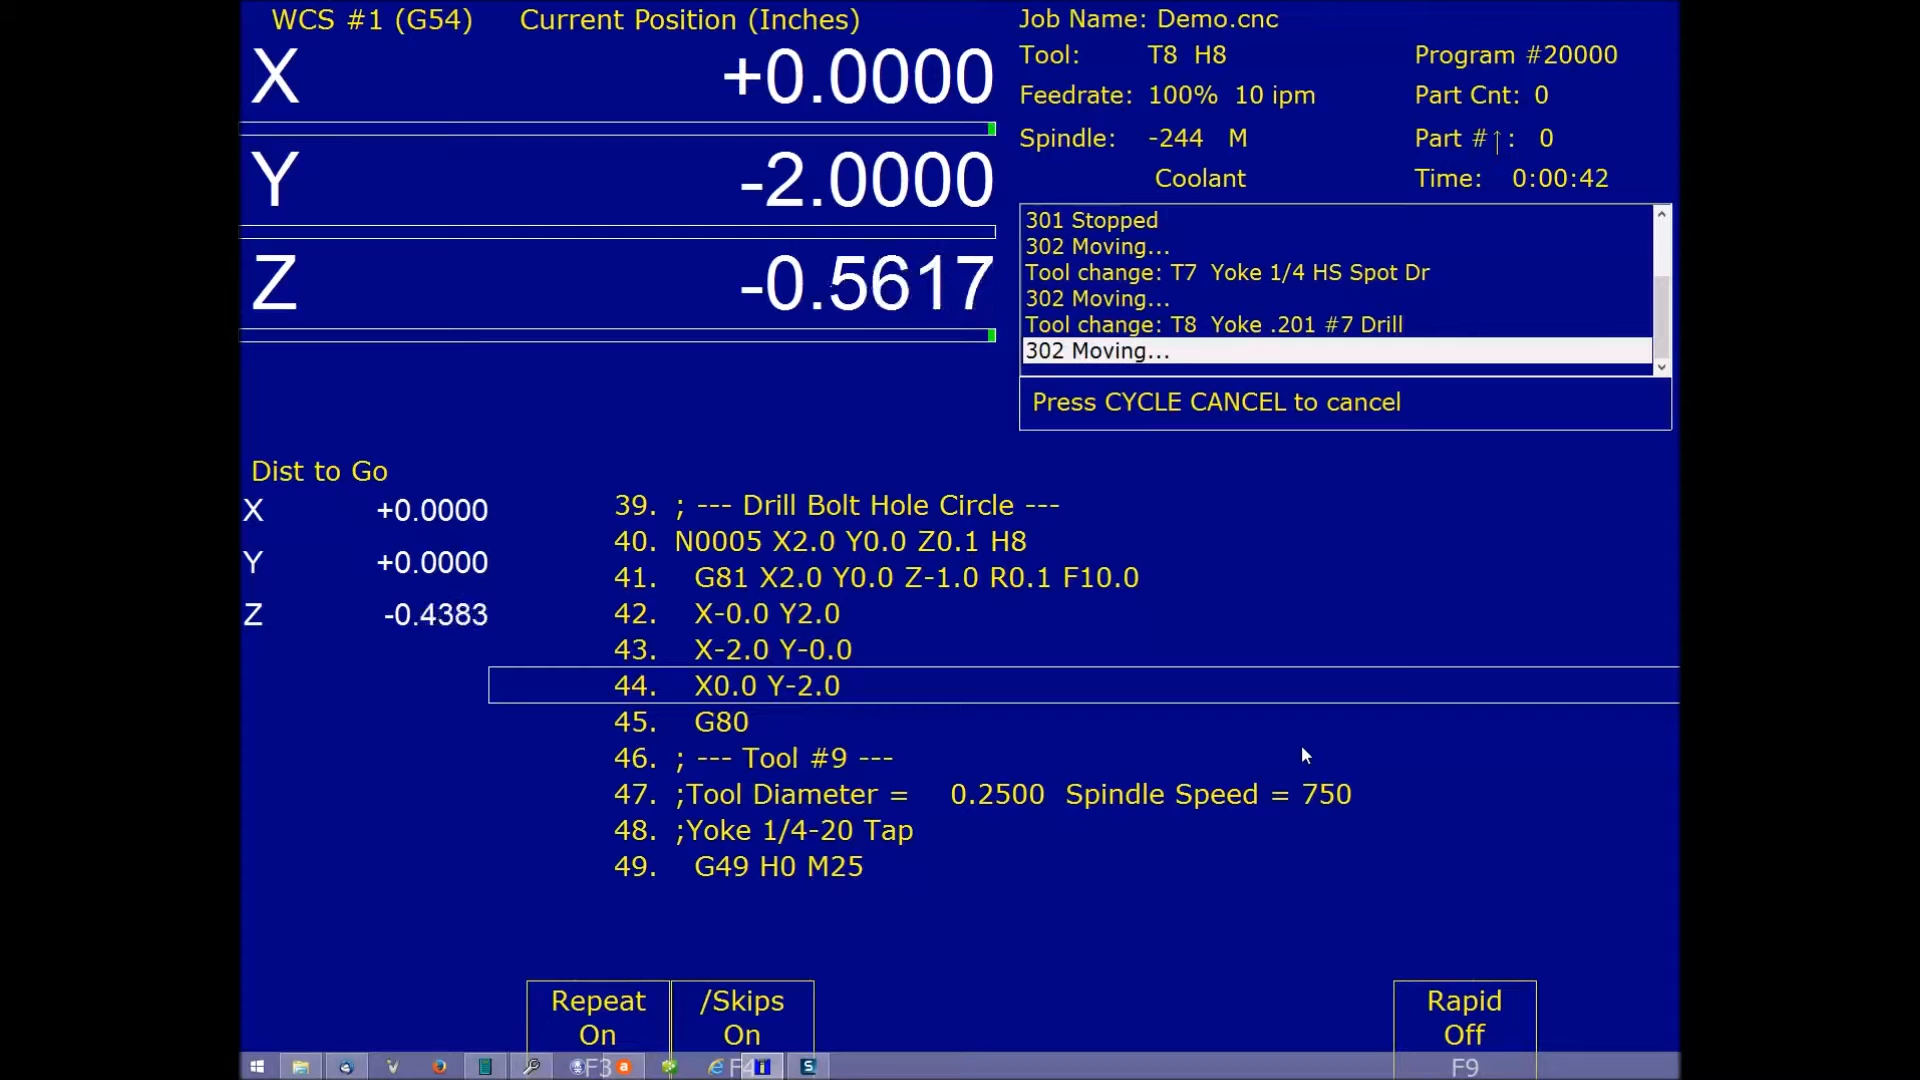 WCS #1 (G54) Current Position (Inches)
X +0.0000
Y -2.0000
Z -0.5617
Job Name: Demo.cnc
Tool: T8 H8 Program #20000
Feedrate: 100% 10 ipm Part Cnt: 0
Spindle: -244 M Part #↑: 0
Coolant Time: 0:00:42
301 Stopped
302 Moving...
Tool change: T7 Yoke 1/4 HS Spot Dr
302 Moving...
Tool change: T8 Yoke .201 #7 Drill
302 Moving...
Press CYCLE CANCEL to cancel
Dist to Go
X +0.0000
Y +0.0000
Z -0.4383
39. ; --- Drill Bolt Hole Circle ---
40. N0005 X2.0 Y0.0 Z0.1 H8
41. G81 X2.0 Y0.0 Z-1.0 R0.1 F10.0
42. X-0.0 Y2.0
43. X-2.0 Y-0.0
44. X0.0 Y-2.0
45. G80
46. ; --- Tool #9 ---
47. ;Tool Diameter = 0.2500 Spindle Speed = 750
48. ;Yoke 1/4-20 Tap
49. G49 H0 M25
Repeat
On
F3
/Skips
On
F4
Rapid
Off
F9